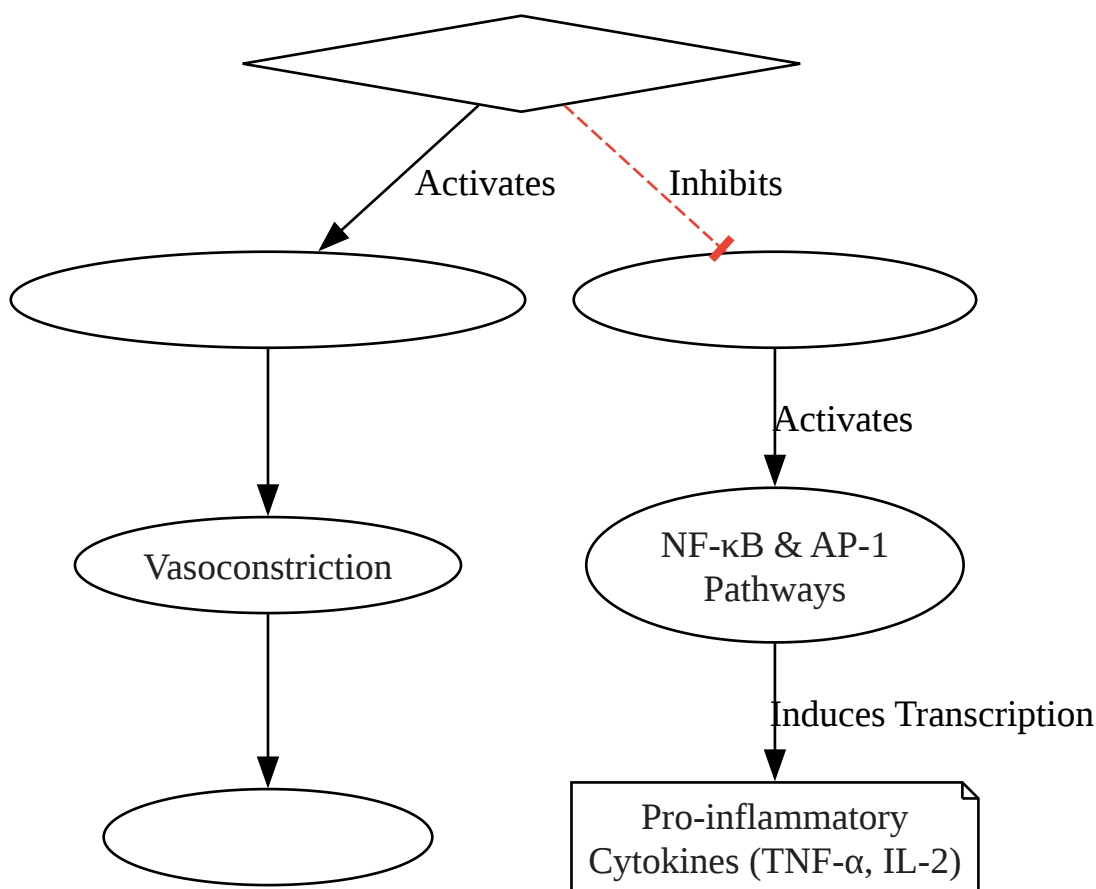 Activates
Inhibits
Activates
Vasoconstriction
NF-κB & AP-1
Pathways
Induces Transcription
Pro-inflammatory
Cytokines (TNF-α, IL-2)